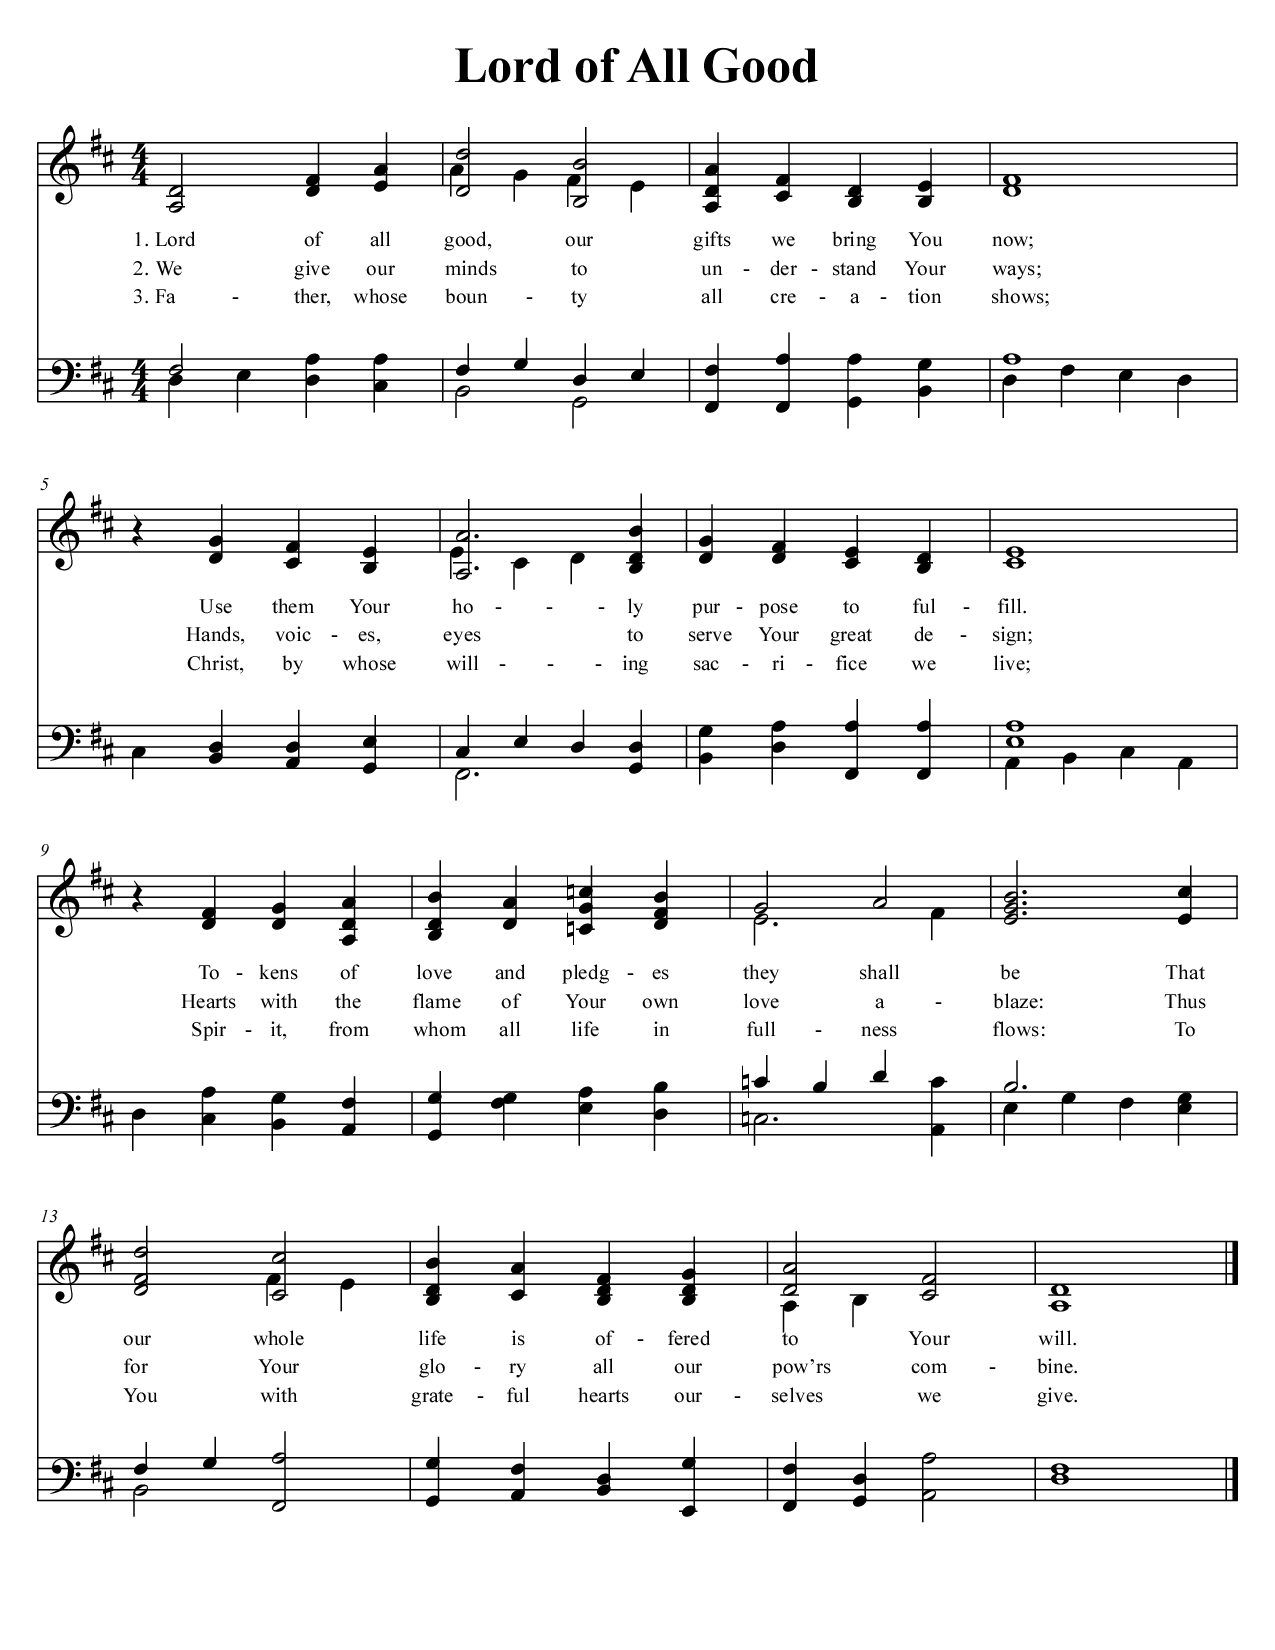 Lord of All Good
4 4
1. Lord of all good, our gifts we bring You now;
2. We give our minds to un - der - stand Your ways;
3. Fa - ther, whose boun - ty all cre - a - tion shows;
4 4
5
Use them Your ho - - ly pur - pose to ful - fill.
Hands, voic - es, eyes to serve Your great de - sign;
Christ, by whose will - - ing sac - ri - fice we live;
9
To - kens of love and pledg - es they shall be That
Hearts with the flame of Your own love a - blaze: Thus
Spir - it, from whom all life in full - ness flows: To
13
our whole life is of - fered to Your will.
for Your glo - ry all our pow'rs com - bine.
You with grate - ful hearts our - selves we give.